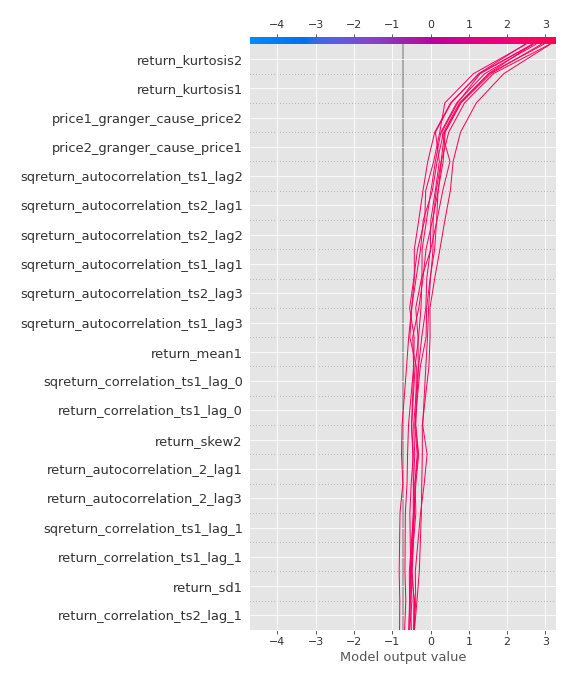 −4 −3 −2 −1 0 1 2 3
return_kurtosis2
return_kurtosis1
price1_granger_cause_price2
price2_granger_cause_price1
sqreturn_autocorrelation_ts1_lag2
sqreturn_autocorrelation_ts2_lag1
sqreturn_autocorrelation_ts2_lag2
sqreturn_autocorrelation_ts1_lag1
sqreturn_autocorrelation_ts2_lag3
sqreturn_autocorrelation_ts1_lag3
return_mean1
sqreturn_correlation_ts1_lag_0
return_correlation_ts1_lag_0
return_skew2
return_autocorrelation_2_lag1
return_autocorrelation_2_lag3
sqreturn_correlation_ts1_lag_1
return_correlation_ts1_lag_1
return_sd1
return_correlation_ts2_lag_1
−4 −3 −2 −1 0 1 2 3
Model output value